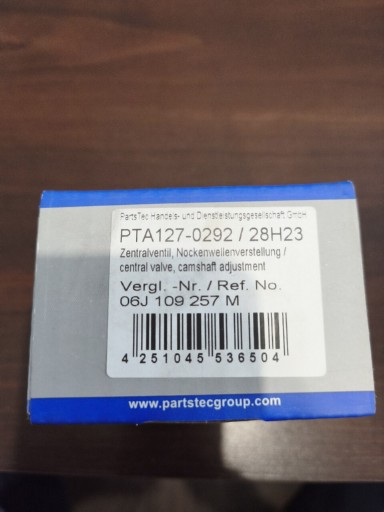 PartsTec Handels- und Dienstleistungsgesellschaft GmbH
PTA127-0292 / 28H23
Zentralventil, Nockenwellenverstellung /
central valve, camshaft adjustment
Vergl. -Nr. / Ref. No.
06J 109 257 M
4 251045 536504
www.partstecgroup.com